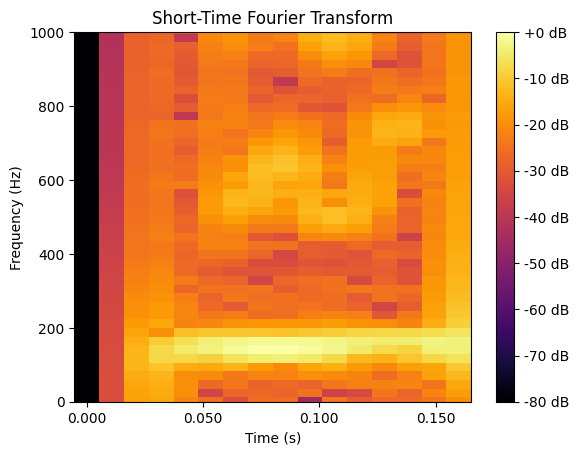 Short-Time Fourier Transform
1000
800
600
400
200
0
Frequency (Hz)
0.000
0.050
0.100
0.150
Time (s)
+0 dB
-10 dB
-20 dB
-30 dB
-40 dB
-50 dB
-60 dB
-70 dB
-80 dB